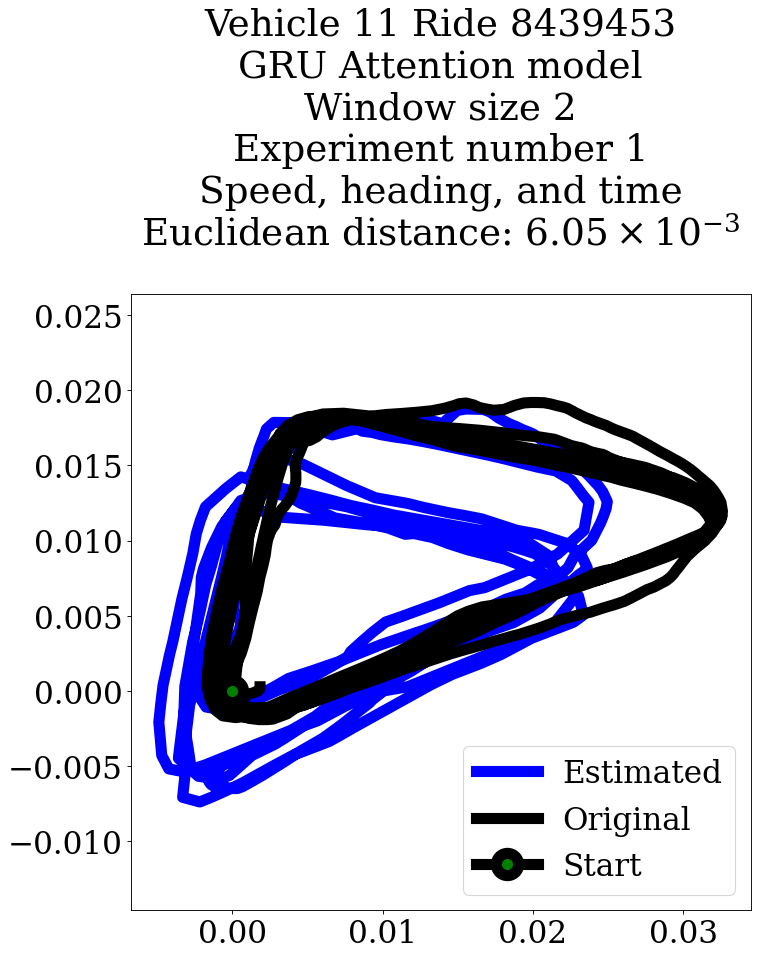 Vehicle 11 Ride 8439453
GRU Attention model
Window size 2
Experiment number 1
Speed, heading, and time
Euclidean distance: 6.05 × 10⁻³
0.025
0.020
0.015
0.010
0.005
0.000
−0.005
−0.010
Estimated
Original
Start
0.00 0.01 0.02 0.03